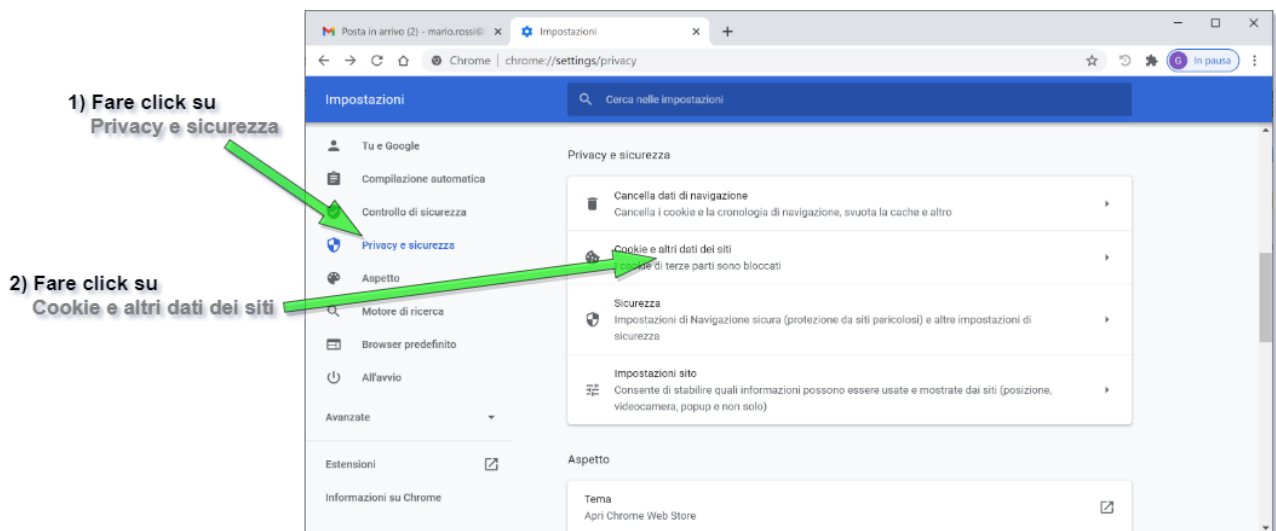 Posta in arrivo (2) - mario.rossi@
Impostazioni
Chrome | chrome://settings/privacy
G In pausa
Impostazioni
Cerca nelle impostazioni
1) Fare click su
Privacy e sicurezza
2) Fare click su
Cookie e altri dati dei siti
Tu e Google
Compilazione automatica
Controllo di sicurezza
Privacy e sicurezza
Aspetto
Motore di ricerca
Browser predefinito
All'avvio
Avanzate
Estensioni
Informazioni su Chrome
Privacy e sicurezza
Cancella dati di navigazione
Cancella i cookie e la cronologia di navigazione, svuota la cache e altro
Cookie e altri dati dei siti
I cookie di terze parti sono bloccati
Sicurezza
Impostazioni di Navigazione sicura (protezione da siti pericolosi) e altre impostazioni di
sicurezza
Impostazioni sito
Consente di stabilire quali informazioni possono essere usate e mostrate dai siti (posizione,
videocamera, popup e non solo)
Aspetto
Tema
Apri Chrome Web Store